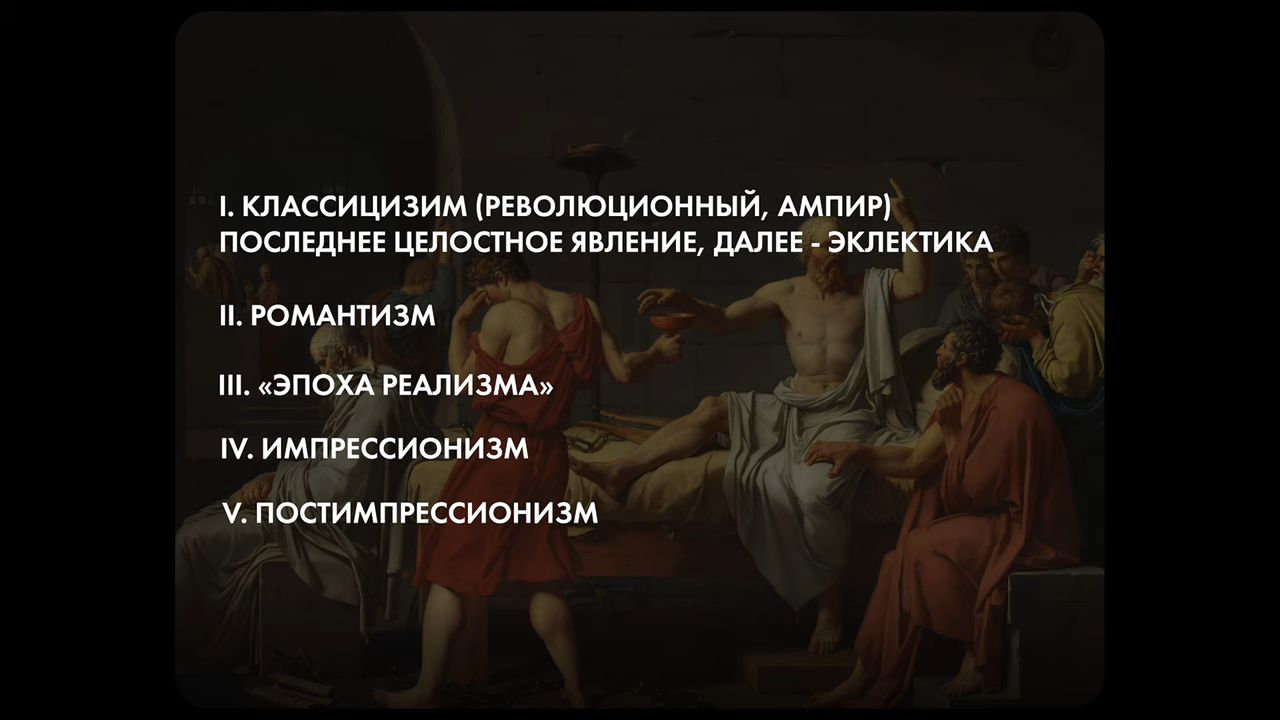 I. КЛАССИЦИЗИМ (РЕВОЛЮЦИОННЫЙ, АМПИР)
ПОСЛЕДНЕЕ ЦЕЛОСТНОЕ ЯВЛЕНИЕ, ДАЛЕЕ - ЭКЛЕКТИКА
II. РОМАНТИЗМ
III. «ЭПОХА РЕАЛИЗМА»
IV. ИМПРЕССИОНИЗМ
V. ПОСТИМПРЕССИОНИЗМ